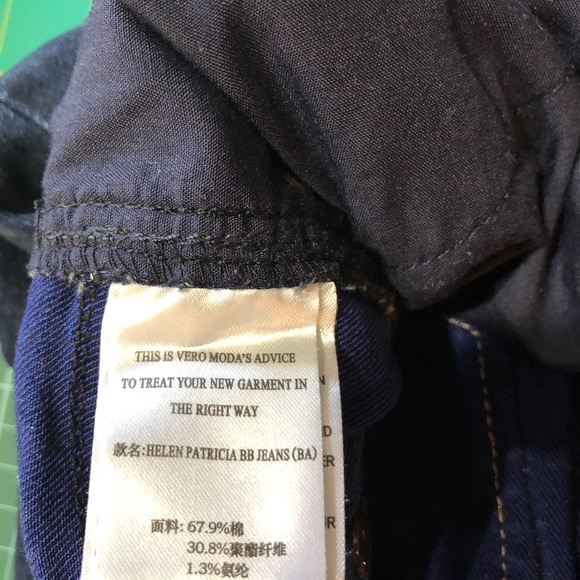 THIS IS VERO MODA'S ADVICE
TO TREAT YOUR NEW GARMENT IN
THE RIGHT WAY
款名:HELEN PATRICIA BB JEANS (BA)
面料: 67.9%棉
30.8%聚酯纤维
1.3%氨纶